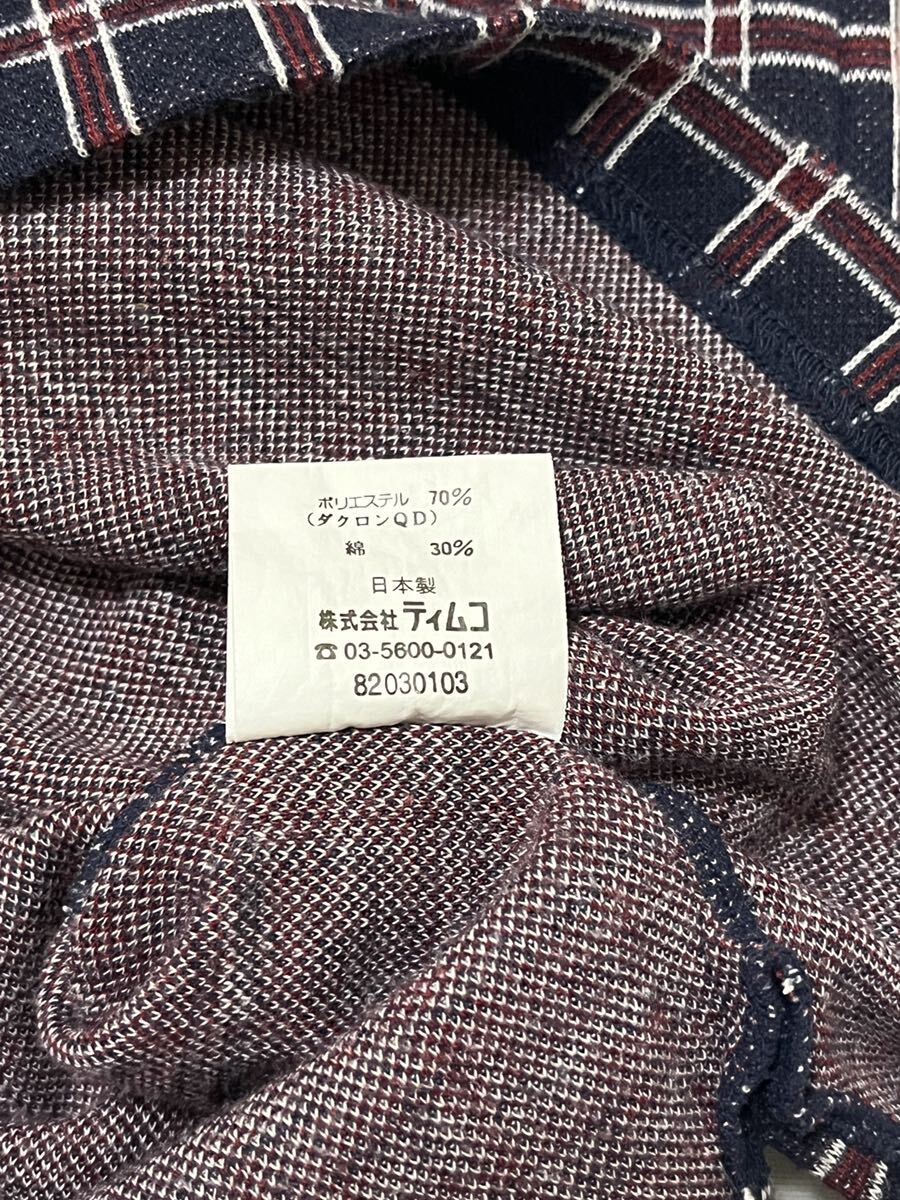 ポリエステル 70%
(ダクロンQD)
綿 30%
日本製
株式会社ティムコ
☎03-5600-0121
82030103